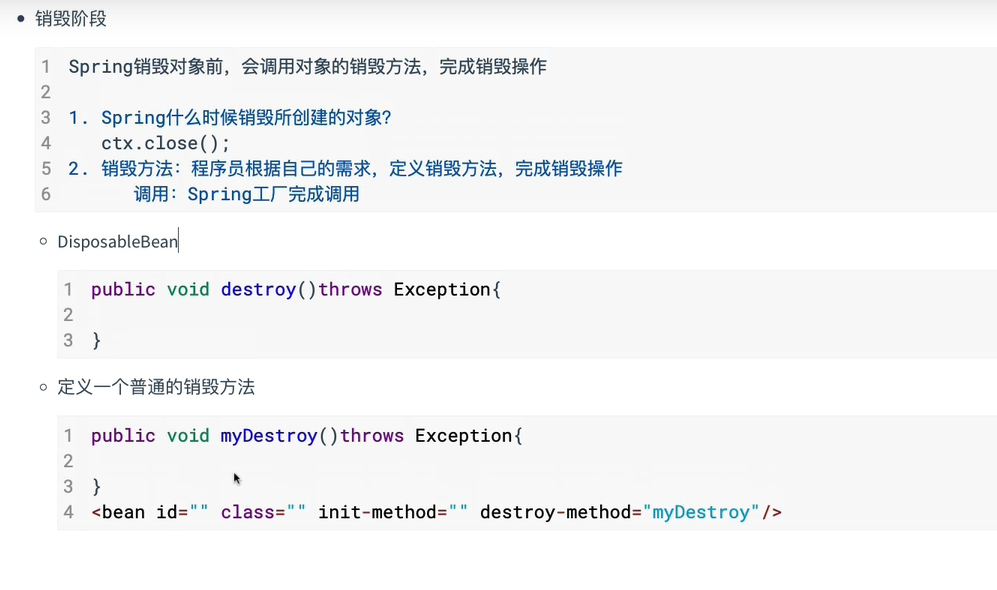 销毁阶段
1 Spring销毁对象前，会调用对象的销毁方法，完成销毁操作
2
3 1. Spring什么时候销毁所创建的对象?
4 ctx.close();
5 2. 销毁方法：程序员根据自己的需求，定义销毁方法，完成销毁操作
6 调用：Spring工厂完成调用
DisposableBean
1 public void destroy()throws Exception{
2
3 }
定义一个普通的销毁方法
1 public void myDestroy()throws Exception{
2
3 }
4 <bean id="" class="" init-method="" destroy-method="myDestroy"/>